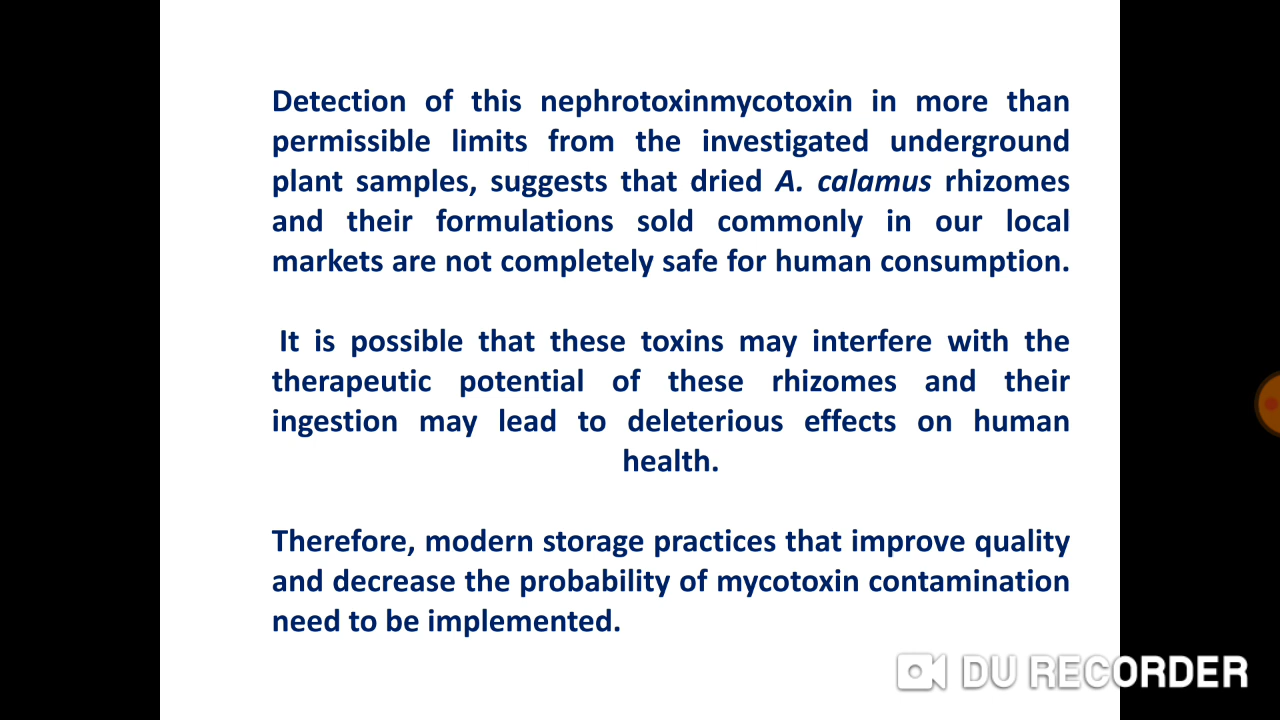 Detection of this nephrotoxinmycotoxin in more than
permissible limits from the investigated underground
plant samples, suggests that dried A. calamus rhizomes
and their formulations sold commonly in our local
markets are not completely safe for human consumption.
It is possible that these toxins may interfere with the
therapeutic potential of these rhizomes and their
ingestion may lead to deleterious effects on human
health.
Therefore, modern storage practices that improve quality
and decrease the probability of mycotoxin contamination
need to be implemented.
DU RECORDER